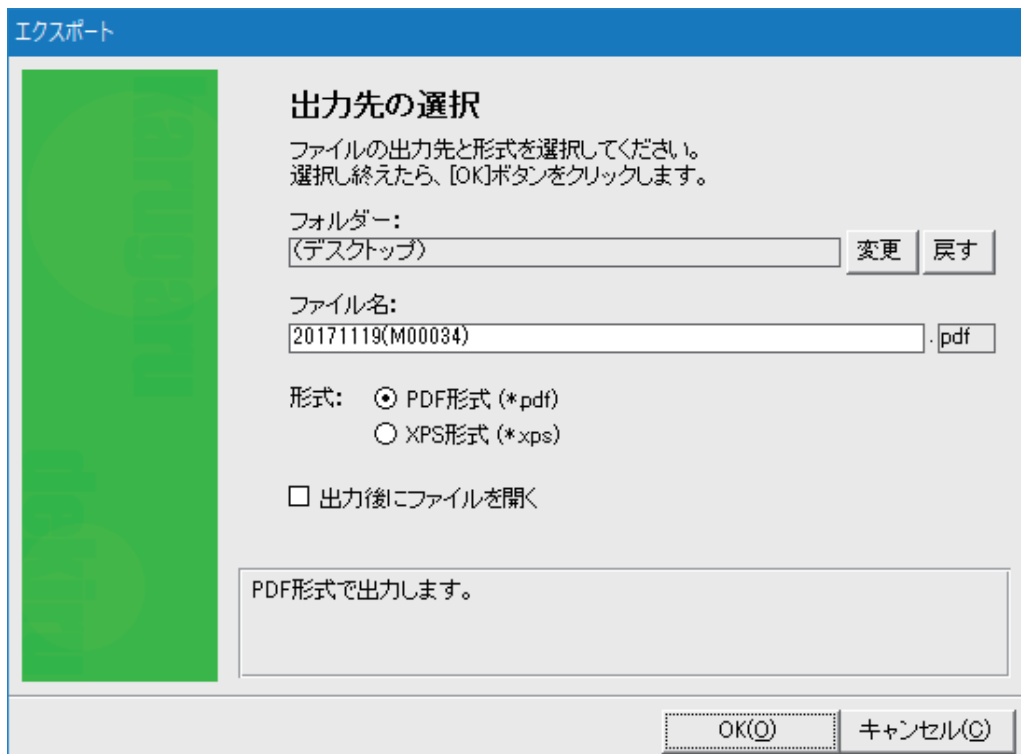 エクスポート
出力先の選択
ファイルの出力先と形式を選択してください。
選択し終えたら、[OK]ボタンをクリックします。
フォルダー:
(デスクトップ) 変更 戻す
ファイル名:
20171119(M00034) .pdf
形式: PDF形式 (*.pdf)
XPS形式 (*.xps)
出力後にファイルを開く
PDF形式で出力します。
OK(O) キャンセル(C)